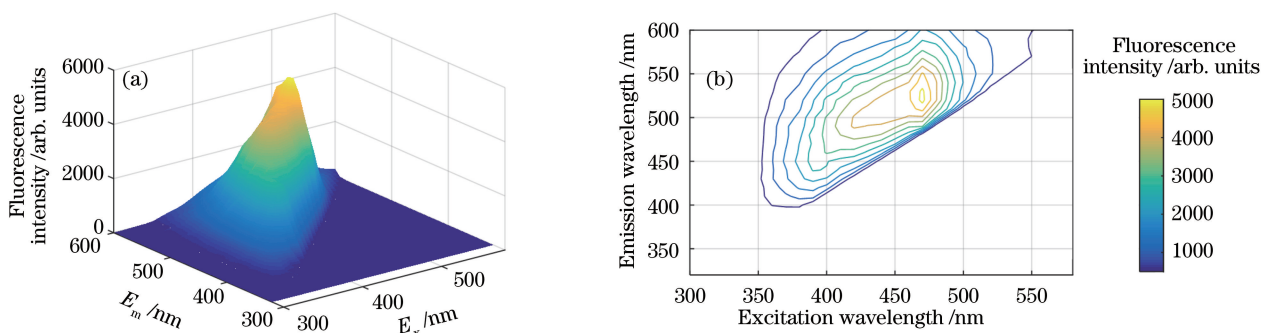 Fluorescence
intensity /arb. units
6000
4000
2000
0
(a)
600
500
400
300
E_m /nm
300
400
500
E_x /nm
(b)
Emission wavelength /nm
600
550
500
450
400
350
300
350
400
450
500
550
Excitation wavelength /nm
Fluorescence
intensity /arb. units
5000
4000
3000
2000
1000